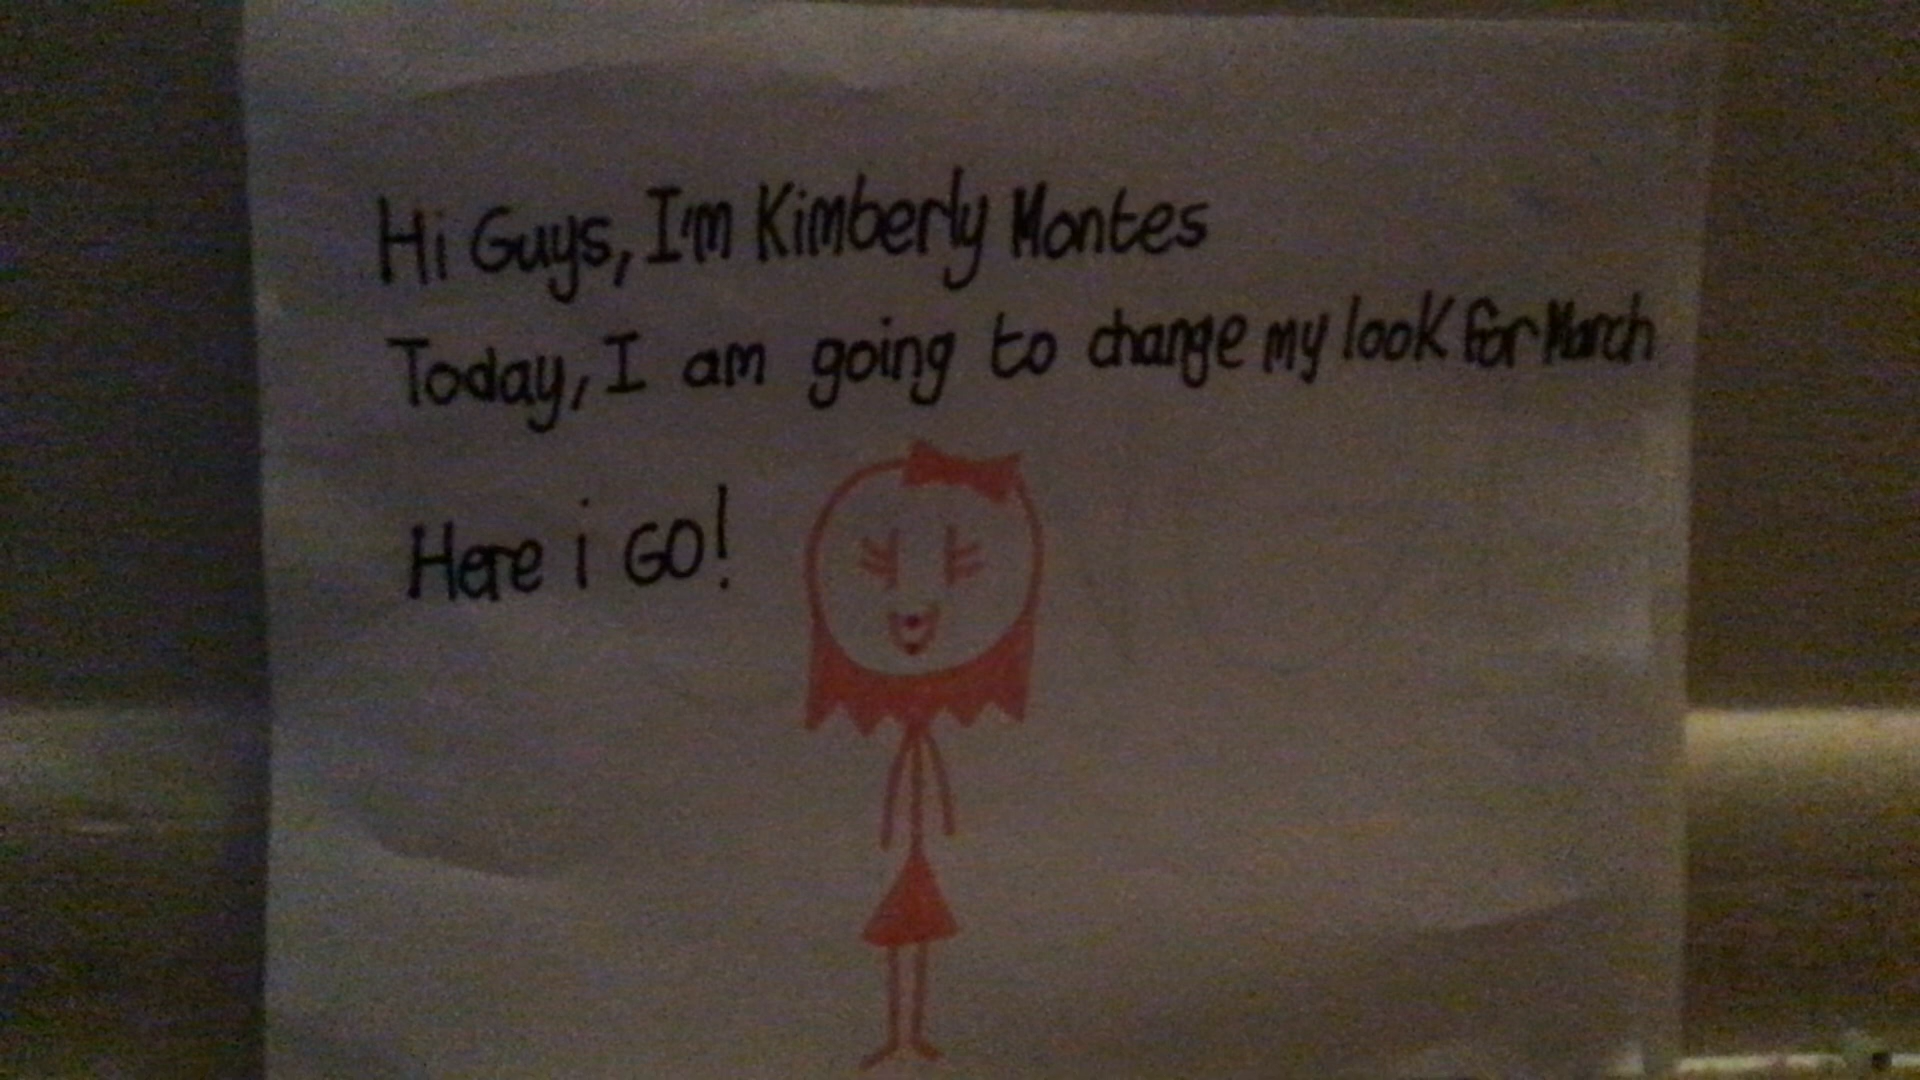 Hi Guys, I'm Kimberly Montes
Today, I am going to change my look for March
Here i GO!